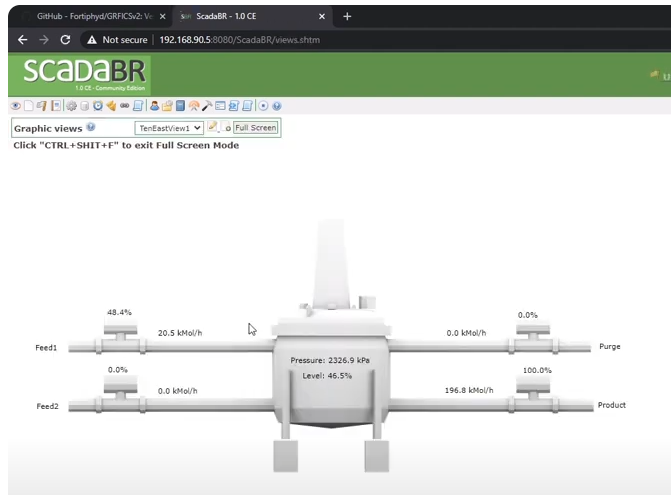 GitHub - Fortiphyd/GRFICSv2: Ve
ScadaBR - 1.0 CE
Not secure 192.168.90.5:8080/ScadaBR/views.shtm
SCADABR
1.0 CE - Community Edition
Graphic views TenEastView1 Full Screen
Click "CTRL+SHIT+F" to exit Full Screen Mode
48.4% 0.0%
20.5 kMol/h 0.0 kMol/h
Feed1 Purge
Pressure: 2326.9 kPa
0.0% Level: 46.5% 100.0%
0.0 kMol/h 196.8 kMol/h
Feed2 Product